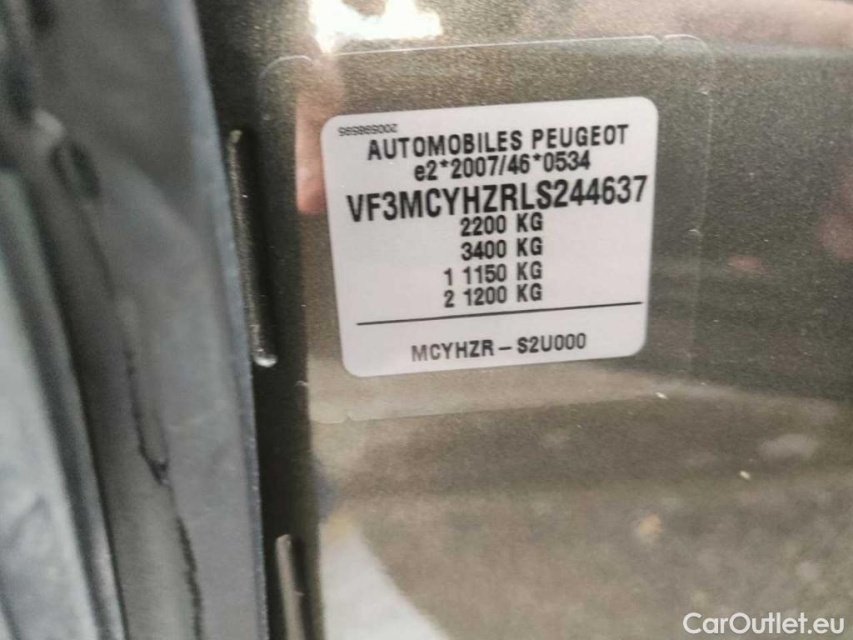 2005989595
AUTOMOBILES PEUGEOT
e2*2007/46*0534
VF3MCYHZRLS244637
2200 KG
3400 KG
1 1150 KG
2 1200 KG
MCYHZR - S2U000
CarOutlet.eu